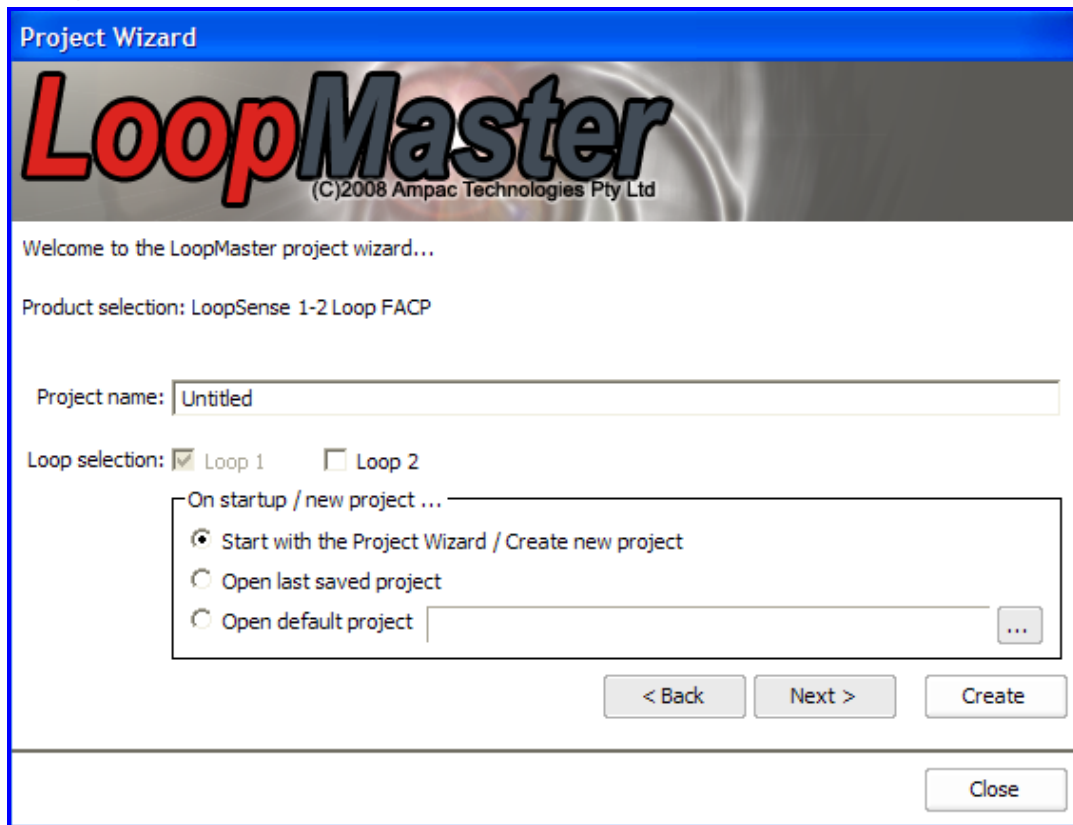 Project Wizard
LoopMaster
(C)2008 Ampac Technologies Pty Ltd
Welcome to the LoopMaster project wizard...
Product selection: LoopSense 1-2 Loop FACP
Project name: Untitled
Loop selection: Loop 1 Loop 2
On startup / new project ...
Start with the Project Wizard / Create new project
Open last saved project
Open default project ...
< Back Next > Create
Close